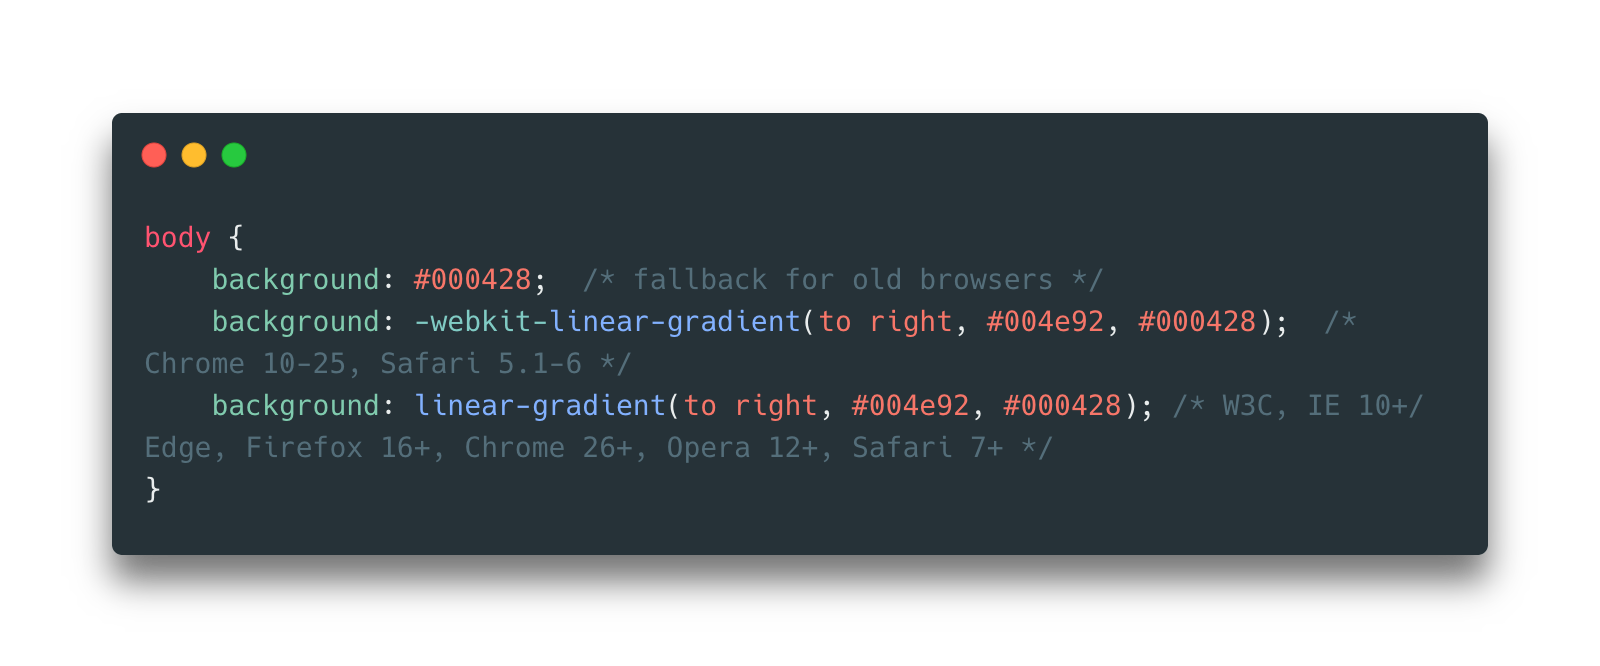 body {
    background: #000428;  /* fallback for old browsers */
    background: -webkit-linear-gradient(to right, #004e92, #000428);  /*
Chrome 10-25, Safari 5.1-6 */
    background: linear-gradient(to right, #004e92, #000428); /* W3C, IE 10+/
Edge, Firefox 16+, Chrome 26+, Opera 12+, Safari 7+ */
}